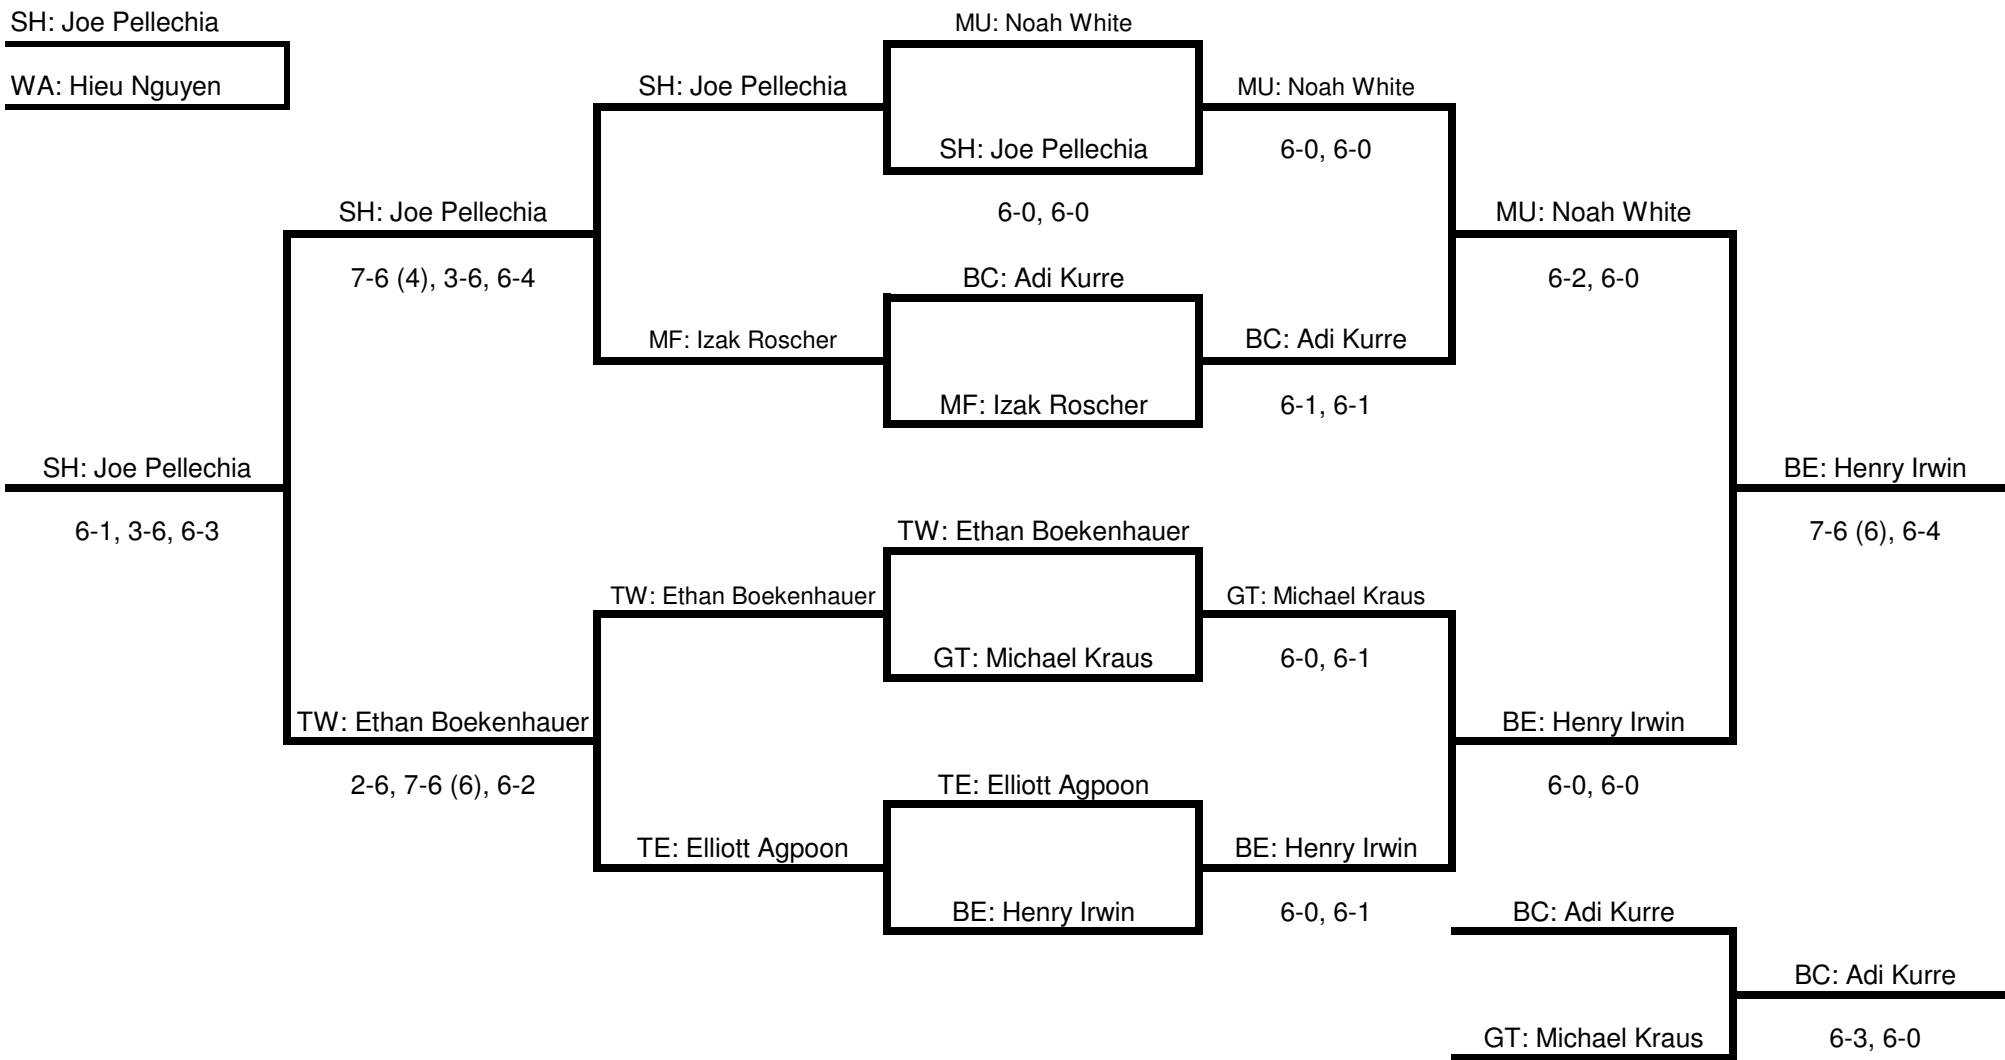 SH: Joe Pellechia
MU: Noah White
WA: Hieu Nguyen
SH: Joe Pellechia
MU: Noah White
SH: Joe Pellechia
6-0, 6-0
SH: Joe Pellechia
6-0, 6-0
MU: Noah White
7-6 (4), 3-6, 6-4
BC: Adi Kurre
6-2, 6-0
MF: Izak Roscher
BC: Adi Kurre
MF: Izak Roscher
6-1, 6-1
SH: Joe Pellechia
BE: Henry Irwin
6-1, 3-6, 6-3
TW: Ethan Boekenhauer
7-6 (6), 6-4
TW: Ethan Boekenhauer
GT: Michael Kraus
GT: Michael Kraus
6-0, 6-1
TW: Ethan Boekenhauer
BE: Henry Irwin
2-6, 7-6 (6), 6-2
TE: Elliott Agpoon
6-0, 6-0
TE: Elliott Agpoon
BE: Henry Irwin
BE: Henry Irwin
6-0, 6-1
BC: Adi Kurre
BC: Adi Kurre
GT: Michael Kraus
6-3, 6-0